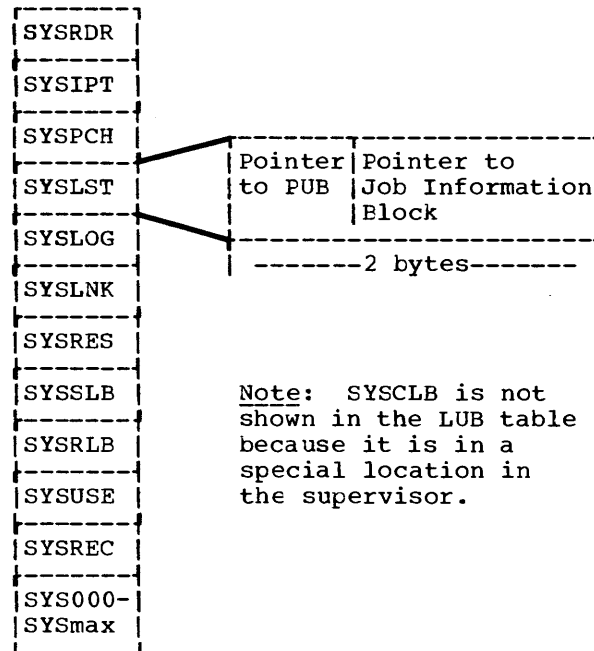 SYSRDR
SYSIPT
SYSPCH
SYSLST
SYSLOG
SYSLNK
SYSRES
SYSSLB
SYSRLB
SYSUSE
SYSREC
SYS000-
SYSmax
Pointer Pointer to
to PUB Job Information
Block
2 bytes
Note: SYSCLB is not
shown in the LUB table
because it is in a
special location in
the supervisor.